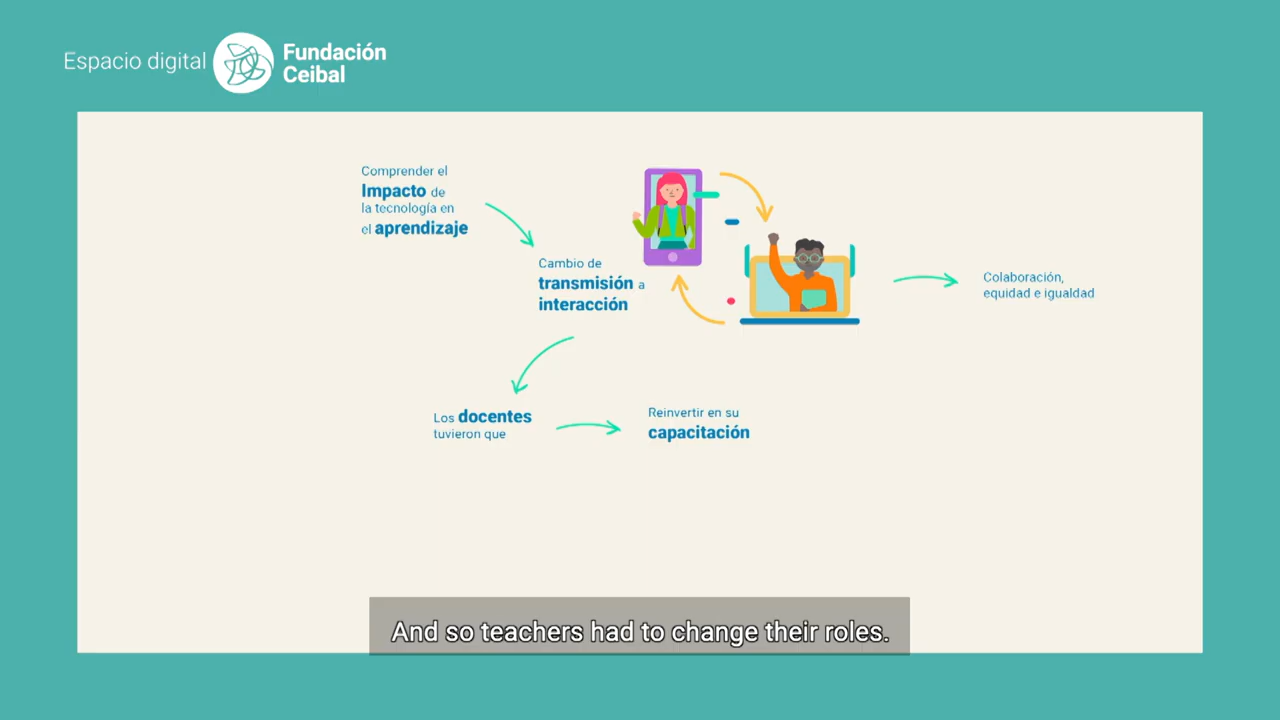 Espacio digital
Fundación
Ceibal
Comprender el
Impacto de
la tecnología en
el aprendizaje
Cambio de
transmisión a
interacción
Colaboración,
equidad e igualdad
Los docentes
tuvieron que
Reinvertir en su
capacitación
And so teachers had to change their roles.